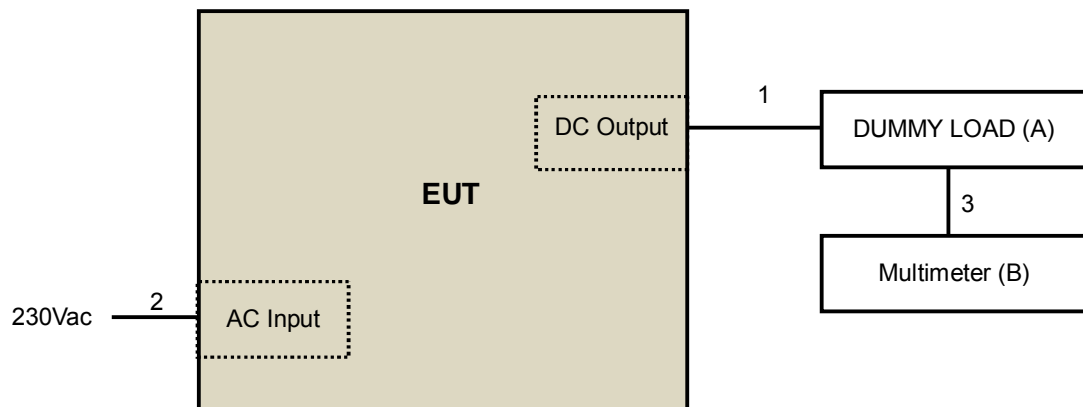 1
DC Output
DUMMY LOAD (A)
EUT
3
Multimeter (B)
2
230Vac
AC Input